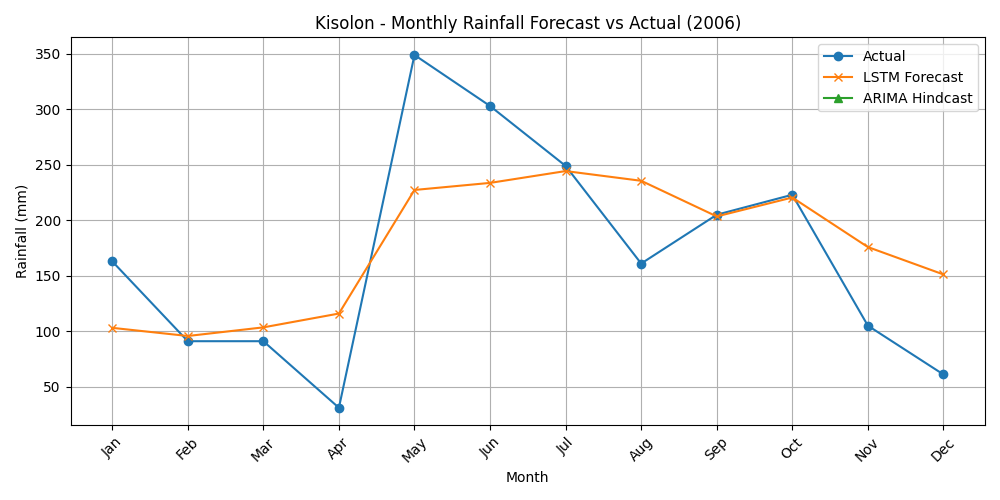 Kisolon - Monthly Rainfall Forecast vs Actual (2006)
Actual
LSTM Forecast
ARIMA Hindcast
Rainfall (mm)
350
300
250
200
150
100
50
Jan
Feb
Mar
Apr
May
Jun
Jul
Aug
Sep
Oct
Nov
Dec
Month